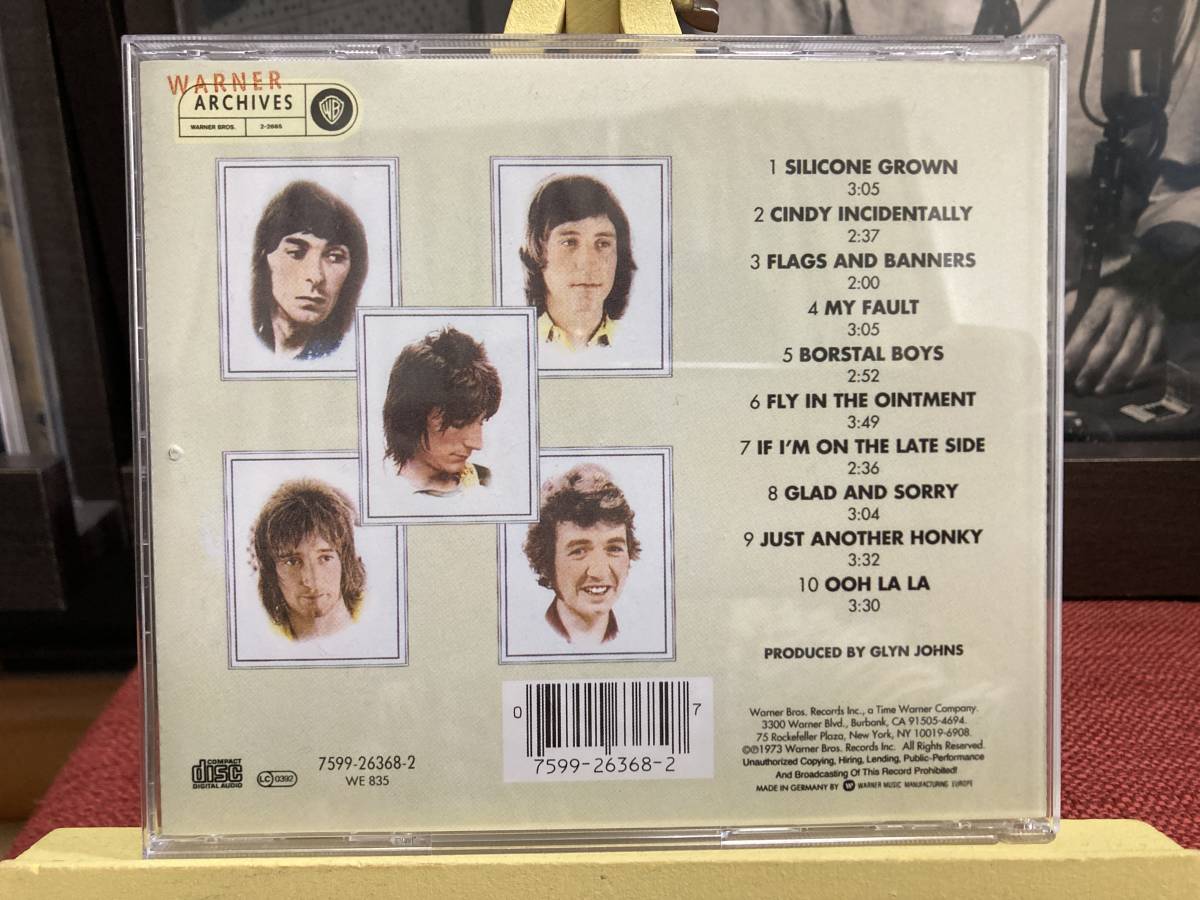 WARNER
ARCHIVES
WARNER BROS. 2-2665
WB
1 SILICONE GROWN
3:05
2 CINDY INCIDENTALLY
2:37
3 FLAGS AND BANNERS
2:00
4 MY FAULT
3:05
5 BORSTAL BOYS
2:52
6 FLY IN THE OINTMENT
3:49
7 IF I'M ON THE LATE SIDE
2:36
8 GLAD AND SORRY
3:04
9 JUST ANOTHER HONKY
3:32
10 OOH LA LA
3:30
PRODUCED BY GLYN JOHNS
Warner Bros. Records Inc., a Time Warner Company.
3300 Warner Blvd., Burbank, CA 91505-4694.
75 Rockefeller Plaza, New York, NY 10019-6908.
©℗1973 Warner Bros. Records Inc. All Rights Reserved.
Unauthorized Copying, Hiring, Lending, Public-Performance
And Broadcasting Of This Record Prohibited!
MADE IN GERMANY BY WARNER MUSIC MANUFACTURING EUROPE
0 7
7599-26368-2
COMPACT
disc
DIGITAL AUDIO
LC 0392
7599-26368-2
WE 835